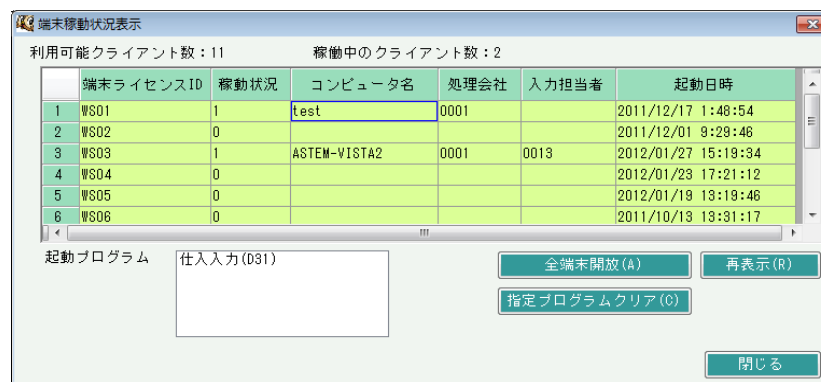 端末稼動状況表示
利用可能クライアント数：11 稼働中のクライアント数：2
端末ライセンスID 稼動状況 コンピュータ名 処理会社 入力担当者 起動日時
1 WS01 1 test 0001 2011/12/17 1:48:54
2 WS02 0 2011/12/01 9:29:46
3 WS03 1 ASTEM-VISTA2 0001 0013 2012/01/27 15:19:34
4 WS04 0 2012/01/23 17:21:12
5 WS05 0 2012/01/19 13:19:46
6 WS06 0 2011/10/13 13:31:17
起動プログラム 仕入入力(D31) 全端末開放(A) 再表示(R)
指定プログラムクリア(C)
閉じる